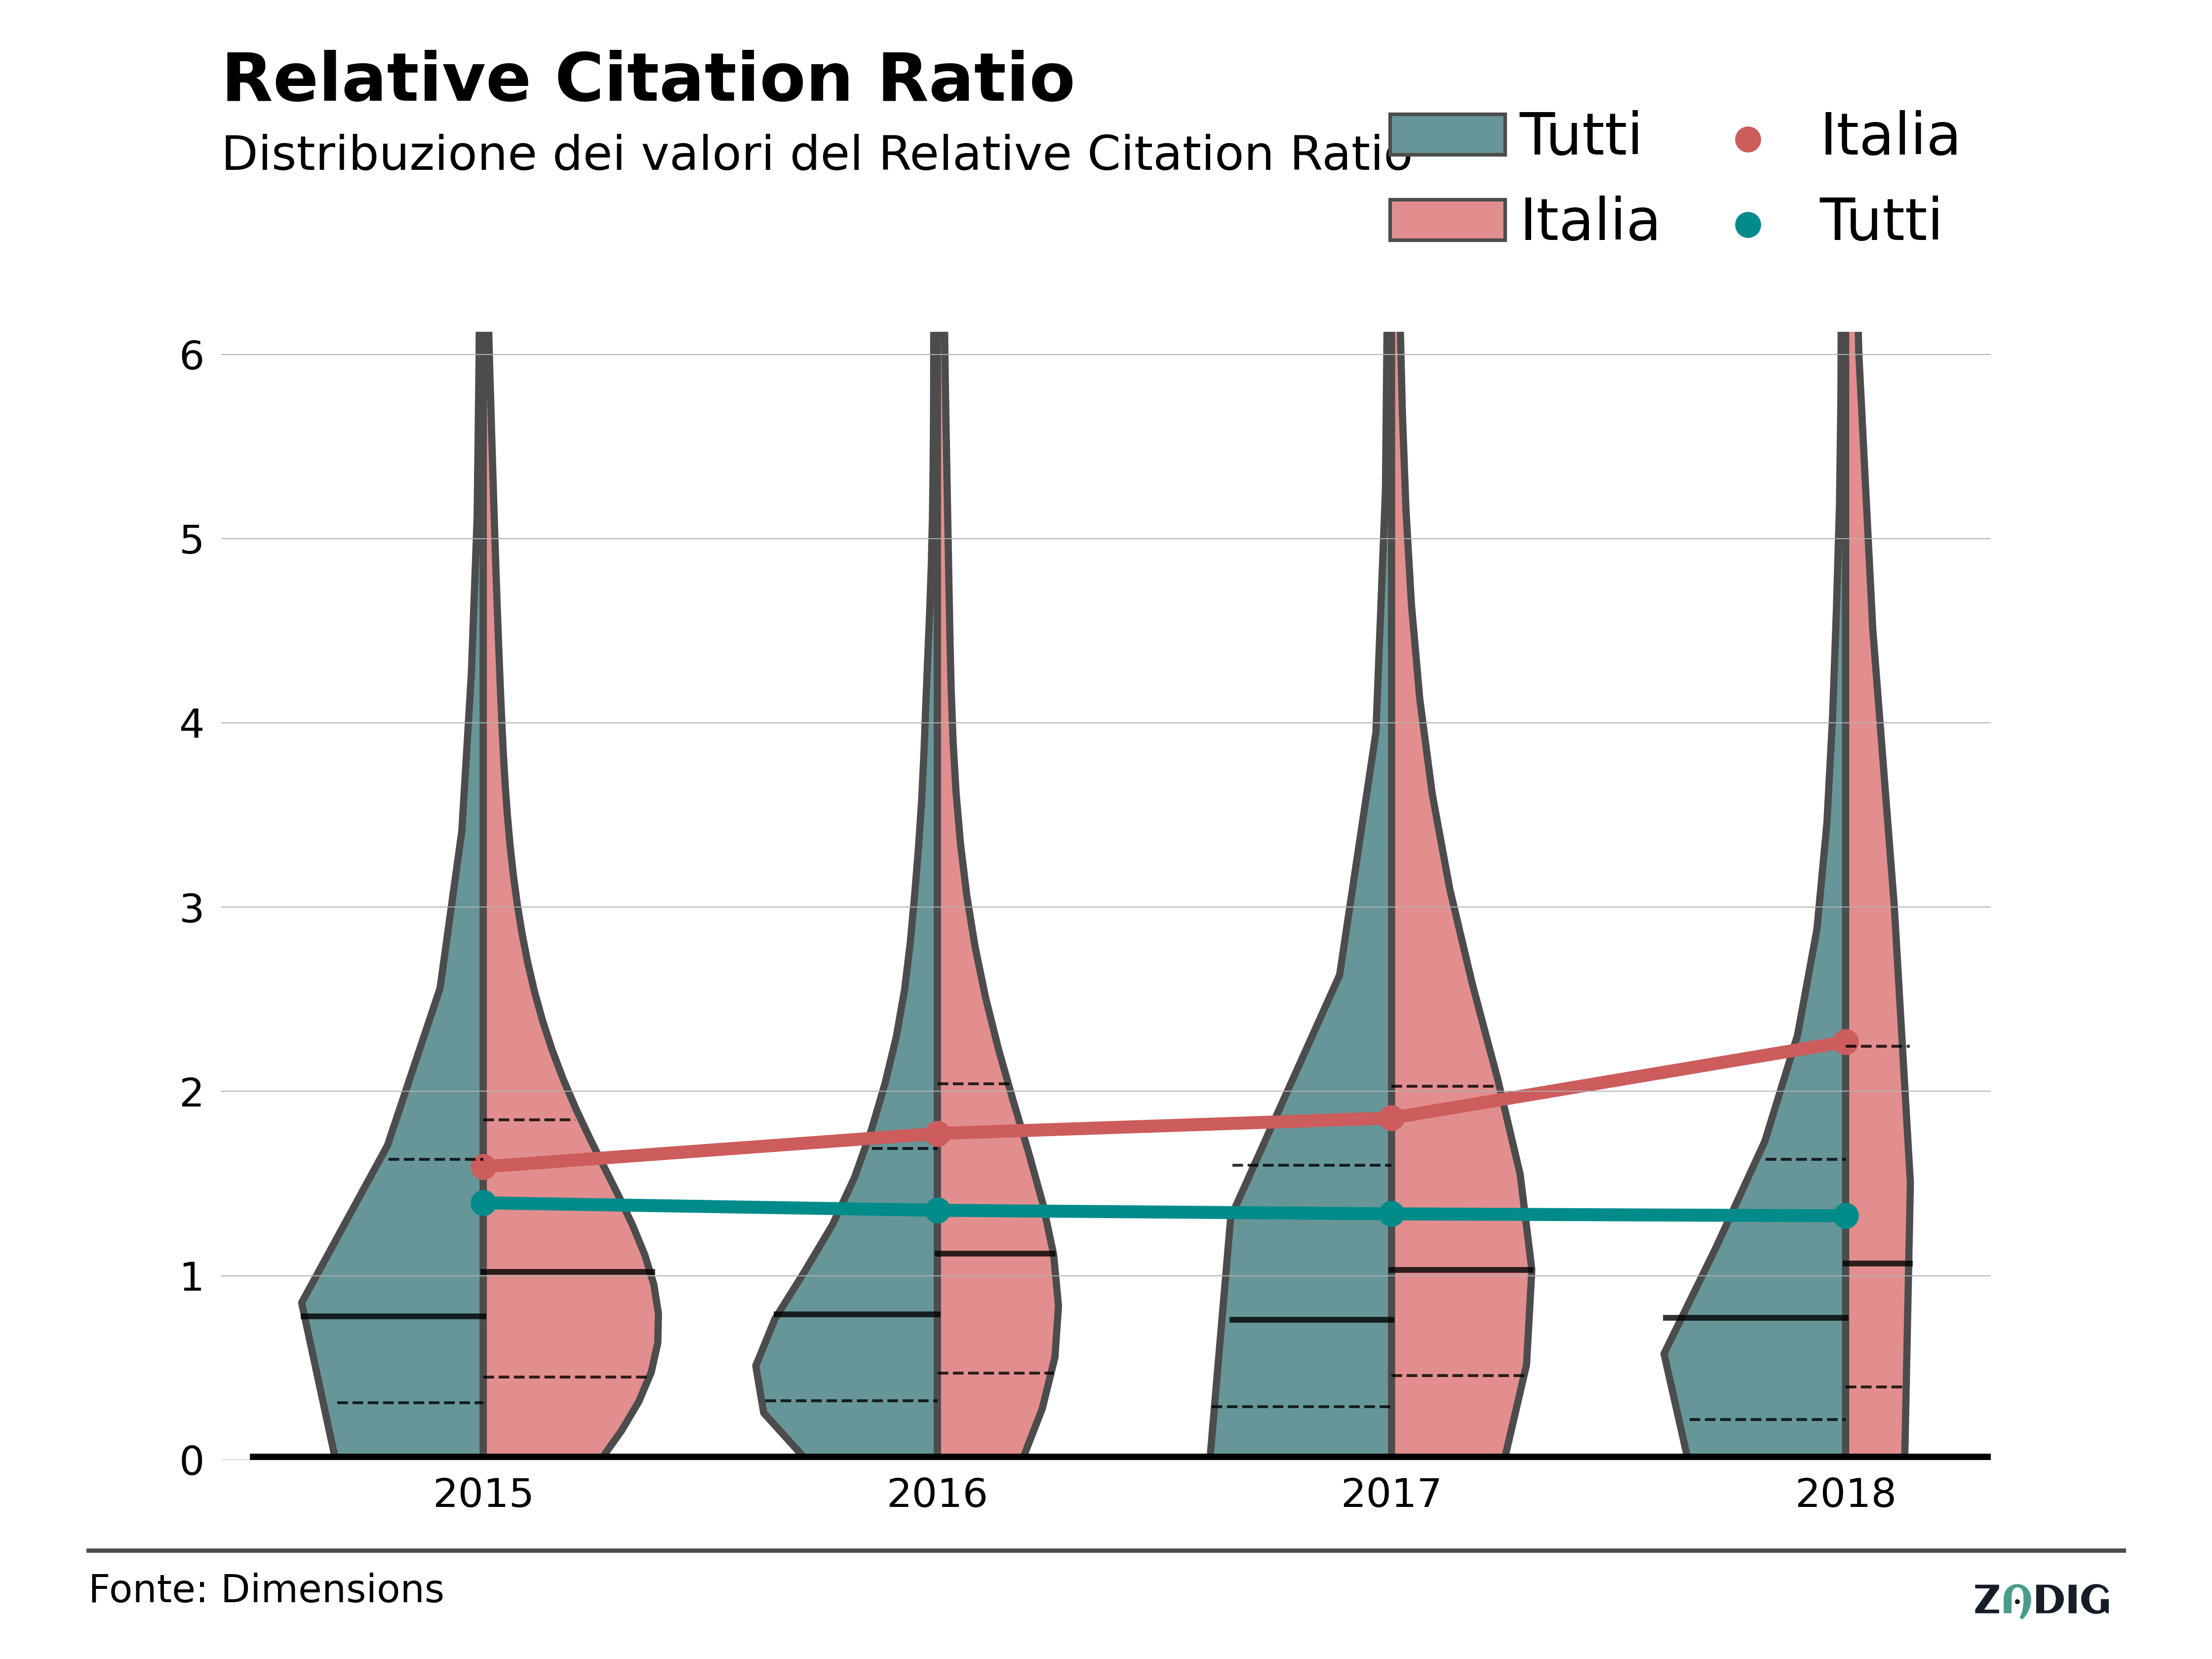 Relative Citation Ratio
Distribuzione dei valori del Relative Citation Ratio
Tutti
Italia
Italia
Tutti
6
5
4
3
2
1
0
2015
2016
2017
2018
Fonte: Dimensions
ZADIG